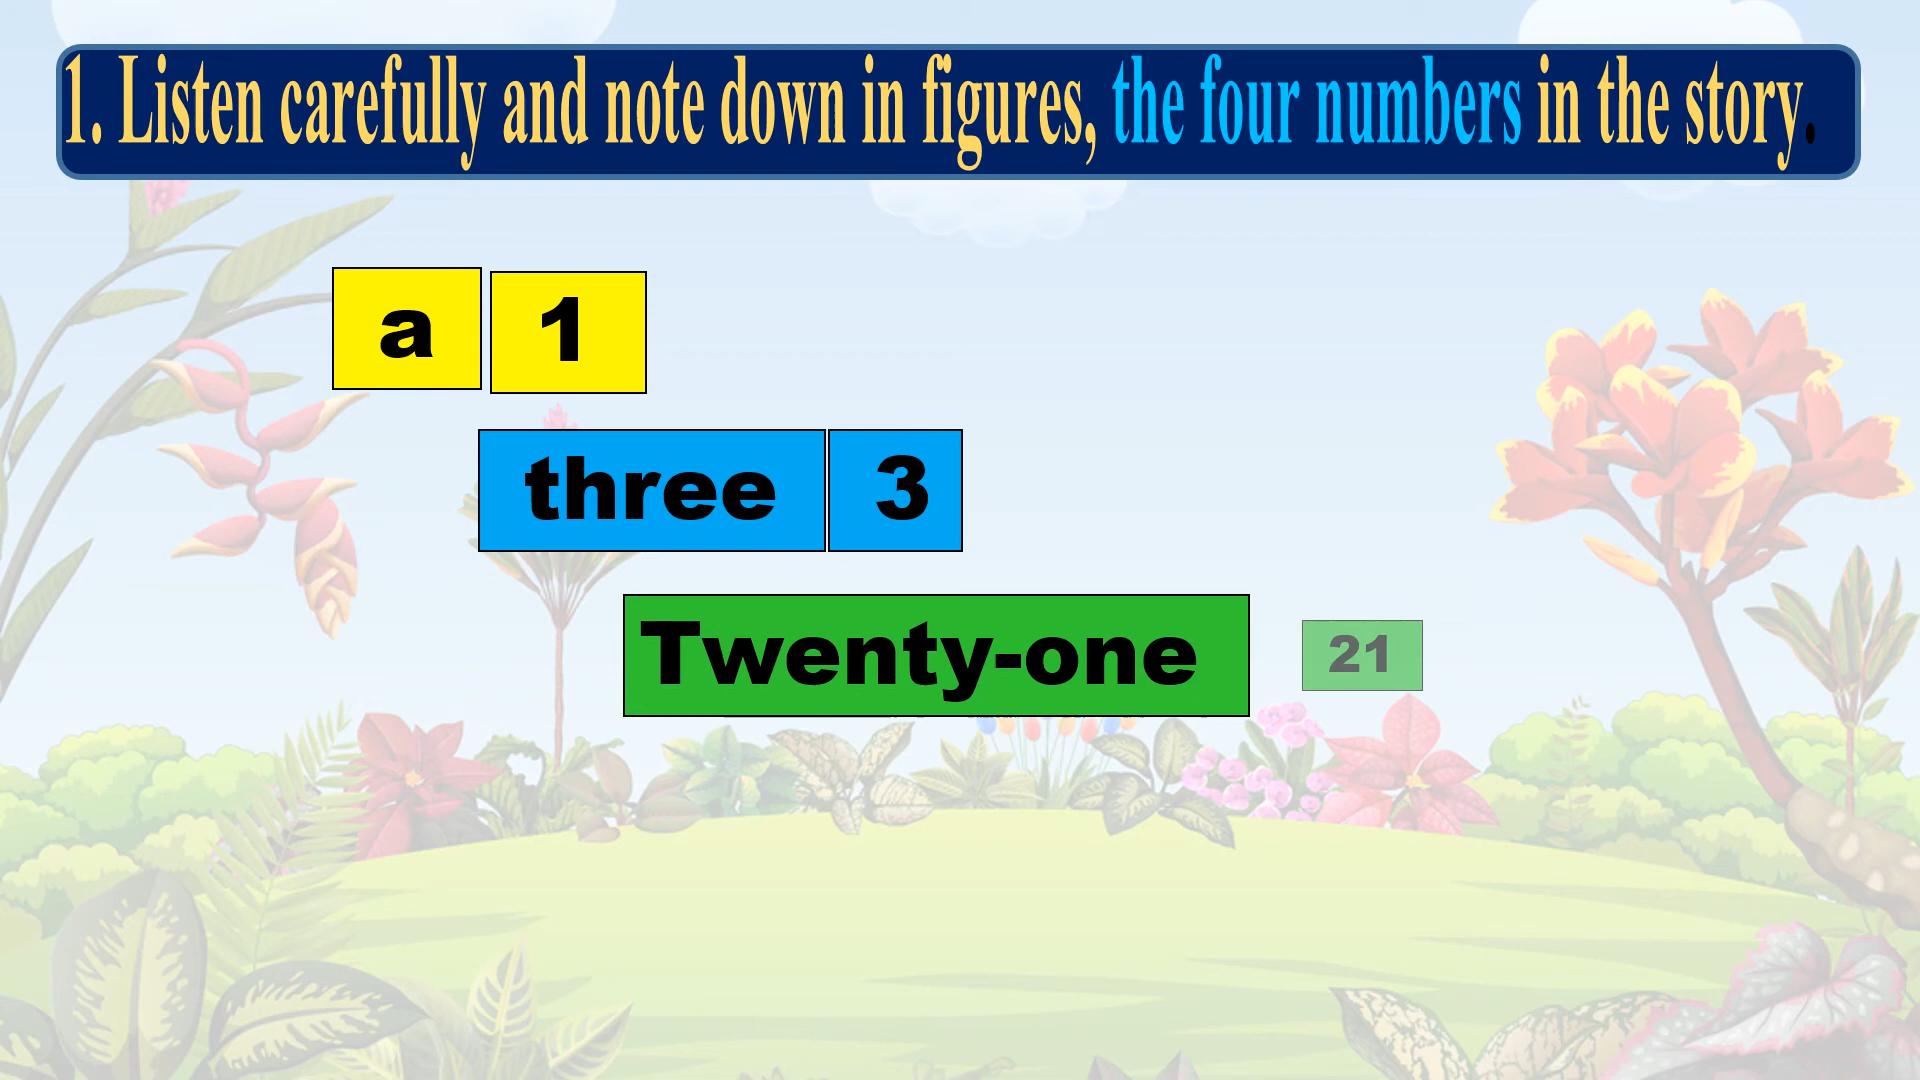 1. Listen carefully and note down in figures, the four numbers in the story.
a 1
three 3
Twenty-one 21